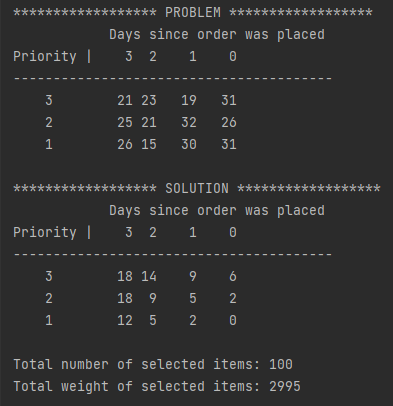 ****************** PROBLEM ******************
Days since order was placed
Priority | 3 2 1 0
----------------------------------------
3 21 23 19 31
2 25 21 32 26
1 26 15 30 31
****************** SOLUTION ******************
Days since order was placed
Priority | 3 2 1 0
----------------------------------------
3 18 14 9 6
2 18 9 5 2
1 12 5 2 0
Total number of selected items: 100
Total weight of selected items: 2995